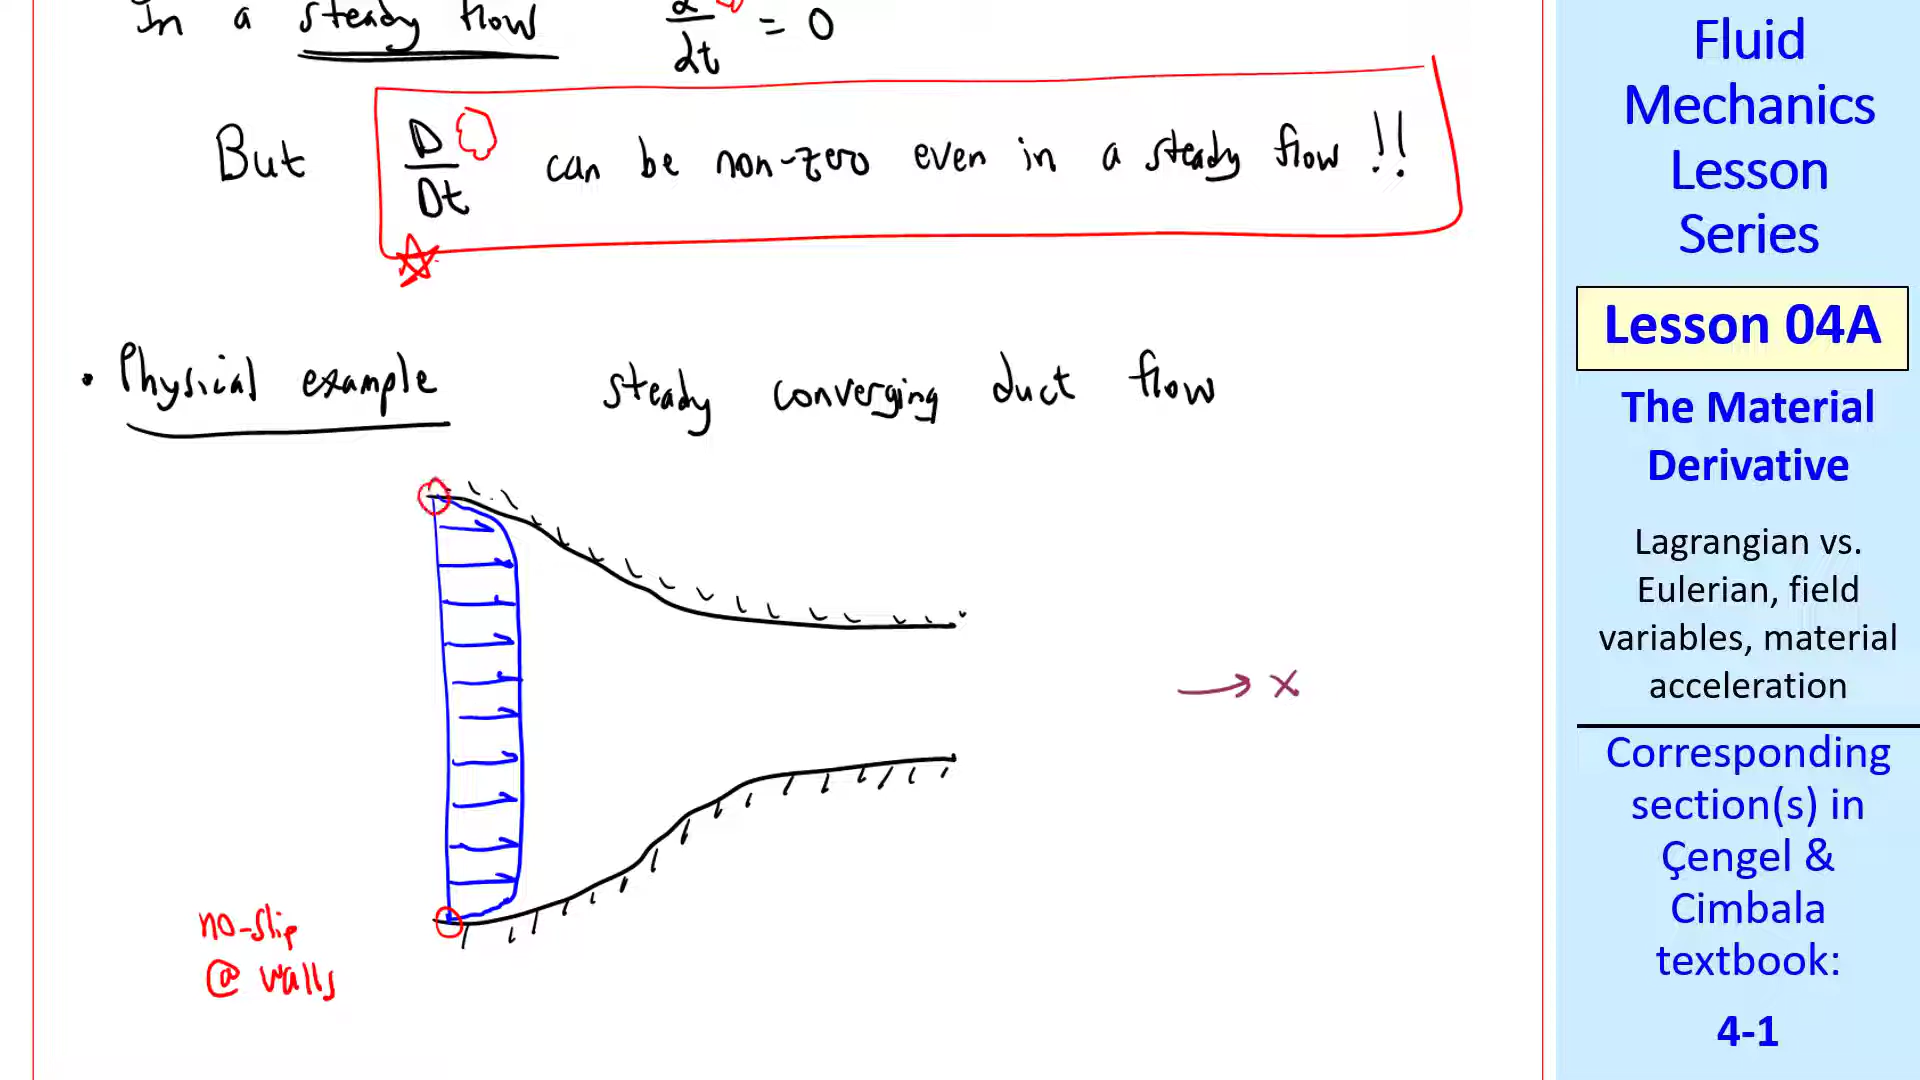 In a steady flow ∂/∂t = 0
But D/Dt can be non-zero even in a steady flow !!
• Physical example steady converging duct flow
→ x
no-slip
@ walls
Fluid
Mechanics
Lesson
Series
Lesson 04A
The Material
Derivative
Lagrangian vs.
Eulerian, field
variables, material
acceleration
Corresponding
section(s) in
Çengel &
Cimbala
textbook:
4-1